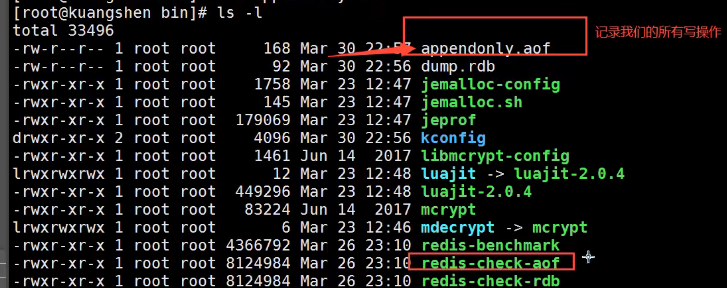 [root@kuangshen bin]# ls -l
total 33496
-rw-r--r-- 1 root root 168 Mar 30 22:57 appendonly.aof 记录我们的所有写操作
-rw-r--r-- 1 root root 92 Mar 30 22:56 dump.rdb
-rwxr-xr-x 1 root root 1758 Mar 23 12:47 jemalloc-config
-rwxr-xr-x 1 root root 145 Mar 23 12:47 jemalloc.sh
-rwxr-xr-x 1 root root 179069 Mar 23 12:47 jeprof
drwxr-xr-x 2 root root 4096 Mar 30 22:56 kconfig
-rwxr-xr-x 1 root root 1461 Jun 14 2017 libmcrypt-config
lrwxrwxrwx 1 root root 12 Mar 23 12:48 luajit -> luajit-2.0.4
-rwxr-xr-x 1 root root 449296 Mar 23 12:48 luajit-2.0.4
-rwxr-xr-x 1 root root 83224 Jun 14 2017 mcrypt
lrwxrwxrwx 1 root root 6 Mar 23 12:46 mdecrypt -> mcrypt
-rwxr-xr-x 1 root root 4366792 Mar 26 23:10 redis-benchmark
-rwxr-xr-x 1 root root 8124984 Mar 26 23:10 redis-check-aof
-rwxr-xr-x 1 root root 8124984 Mar 26 23:10 redis-check-rdb